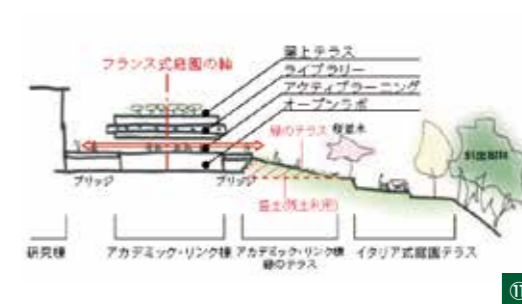 屋上テラス
フランス式庭園の軸
ライブラリー
アクティブラーニング
オープンラボ
緑のテラス
桜並木
斜面樹林
ブリッジ
ブリッジ
盛土(残土利用)
研究棟
アカデミック・リンク棟
アカデミック・リンク棟
緑のテラス
イタリア式庭園テラス
⑪